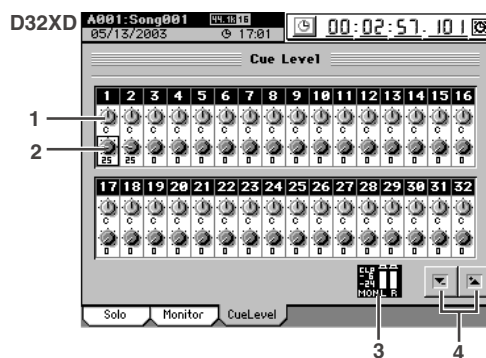 D32XD
A001:Song001 44.1k 16
05/13/2003 17:01
00:02:57.101
Cue Level
1 2 3 4 5 6 7 8 9 10 11 12 13 14 15 16
C C C C C C C C C C C C C C C C
25 25 0 0 0 0 0 0 0 0 0 0 0 0 0 0
17 18 19 20 21 22 23 24 25 26 27 28 29 30 31 32
C C C C C C C C C C C C C C C C
0 0 0 0 0 0 0 0 0 0 0 0 0 0 0 0
CLP
-6
-24
MON L R
Solo Monitor CueLevel
1
2
3
4